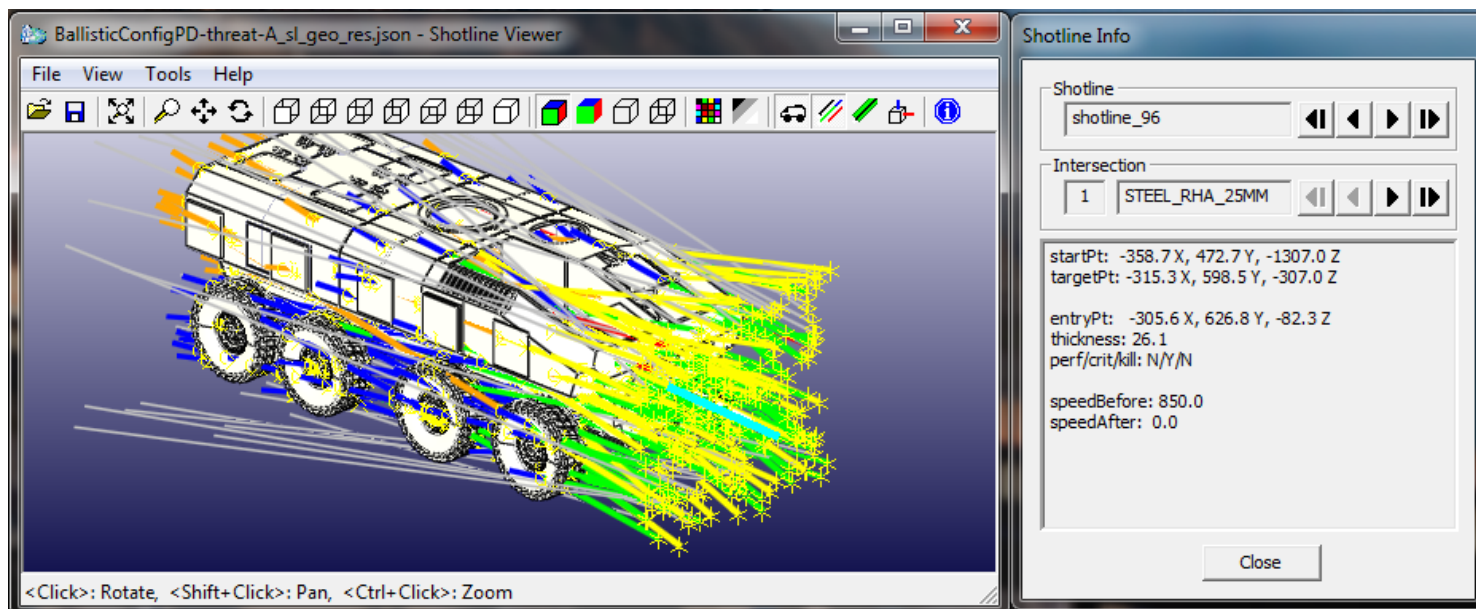 BallisticConfigPD-threat-A_sl_geo_res.json - Shotline Viewer
File View Tools Help
<Click>: Rotate, <Shift+Click>: Pan, <Ctrl+Click>: Zoom
Shotline Info
Shotline
shotline_96
Intersection
1 STEEL_RHA_25MM
startPt: -358.7 X, 472.7 Y, -1307.0 Z
targetPt: -315.3 X, 598.5 Y, -307.0 Z
entryPt: -305.6 X, 626.8 Y, -82.3 Z
thickness: 26.1
perf/crit/kill: N/Y/N
speedBefore: 850.0
speedAfter: 0.0
Close